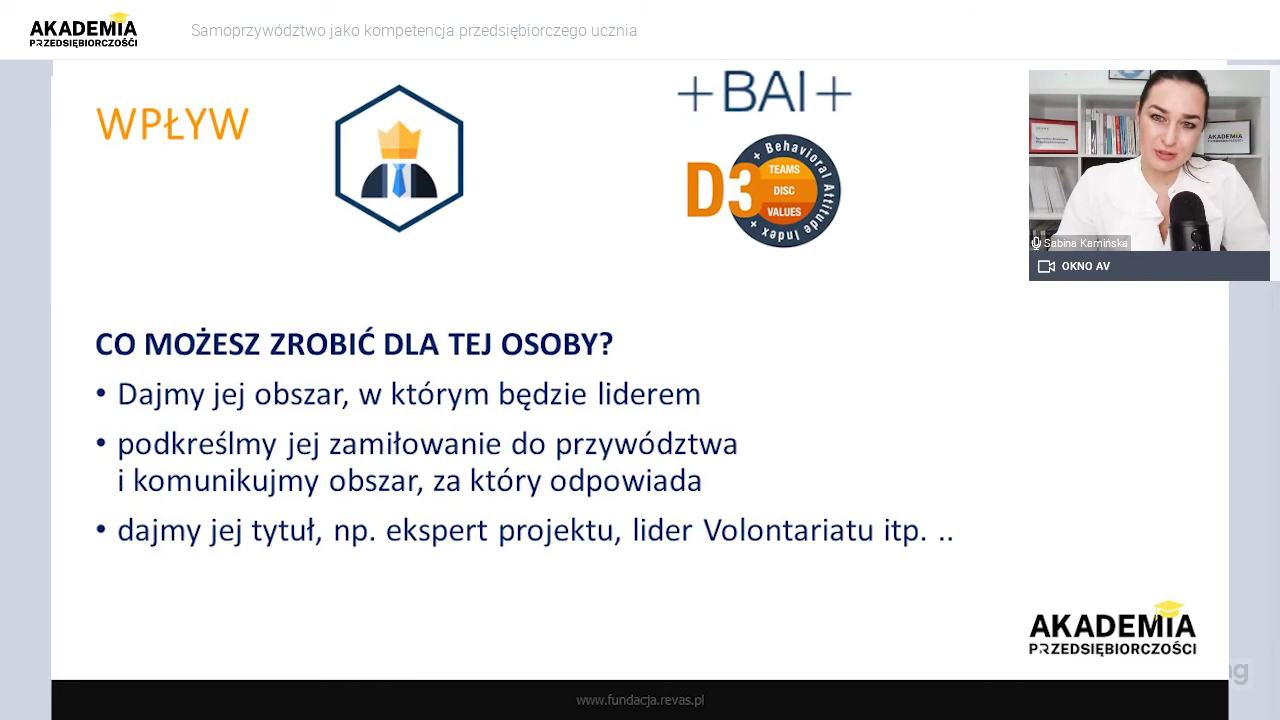 AKADEMIA
PRZEDSIĘBIORCZOŚCI
Samoprzywództwo jako kompetencja przedsiębiorczego ucznia
WPŁYW
+BAI+
D3
TEAMS
DISC
VALUES
+ Behavioral Attitude Index +
AKADEMIA
Sabina Kamińska
OKNO AV
CO MOŻESZ ZROBIĆ DLA TEJ OSOBY?
• Dajmy jej obszar, w którym będzie liderem
• podkreślmy jej zamiłowanie do przywództwa
i komunikujmy obszar, za który odpowiada
• dajmy jej tytuł, np. ekspert projektu, lider Volontariatu itp. ..
AKADEMIA
PRZEDSIĘBIORCZOŚCI
www.fundacja.revas.pl